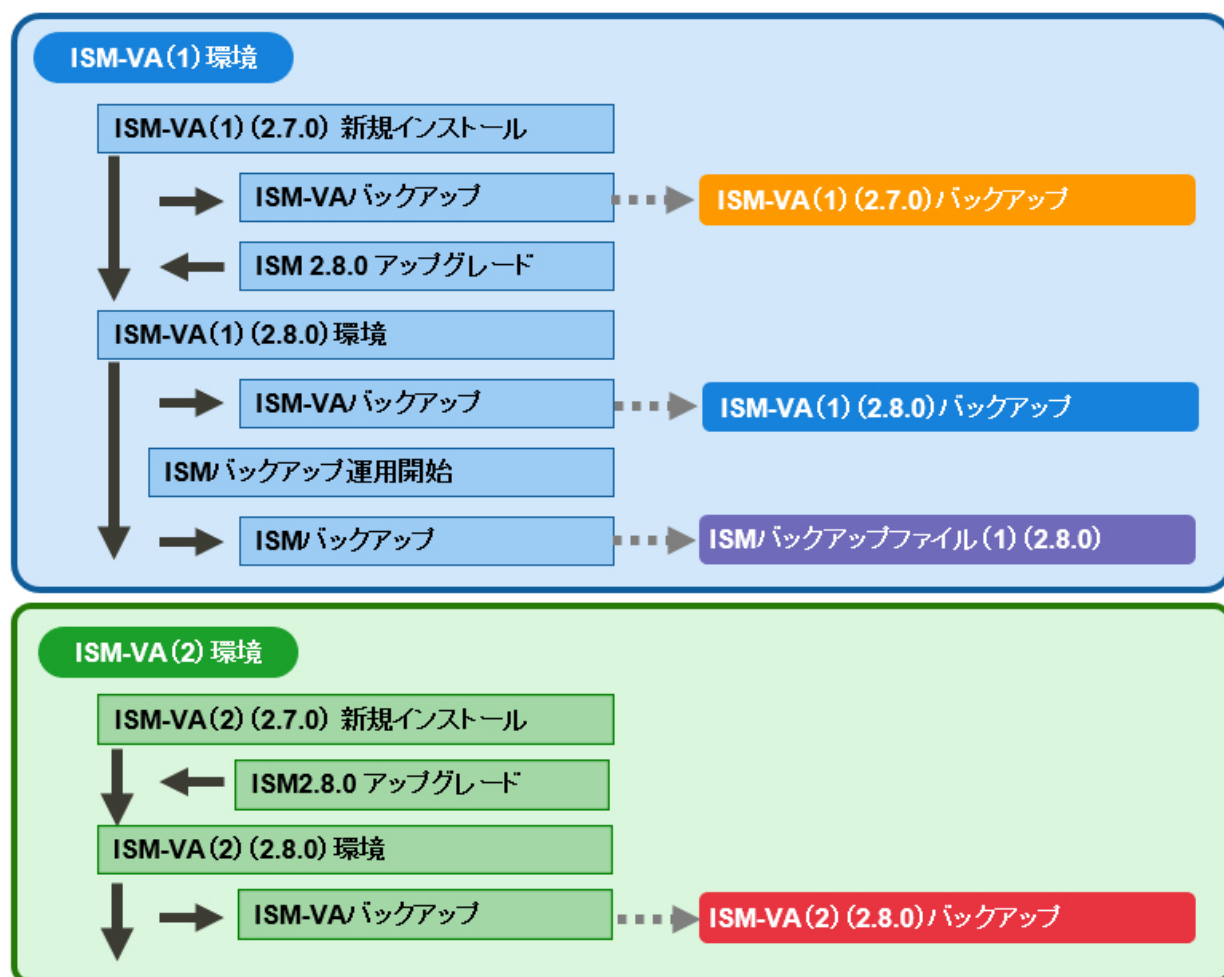 ISM-VA(1)環境
ISM-VA(1)(2.7.0) 新規インストール
ISM-VAバックアップ
ISM-VA(1)(2.7.0)バックアップ
ISM 2.8.0 アップグレード
ISM-VA(1)(2.8.0)環境
ISM-VAバックアップ
ISM-VA(1)(2.8.0)バックアップ
ISMバックアップ運用開始
ISMバックアップ
ISMバックアップファイル(1)(2.8.0)
ISM-VA(2)環境
ISM-VA(2)(2.7.0) 新規インストール
ISM2.8.0 アップグレード
ISM-VA(2)(2.8.0)環境
ISM-VAバックアップ
ISM-VA(2)(2.8.0)バックアップ